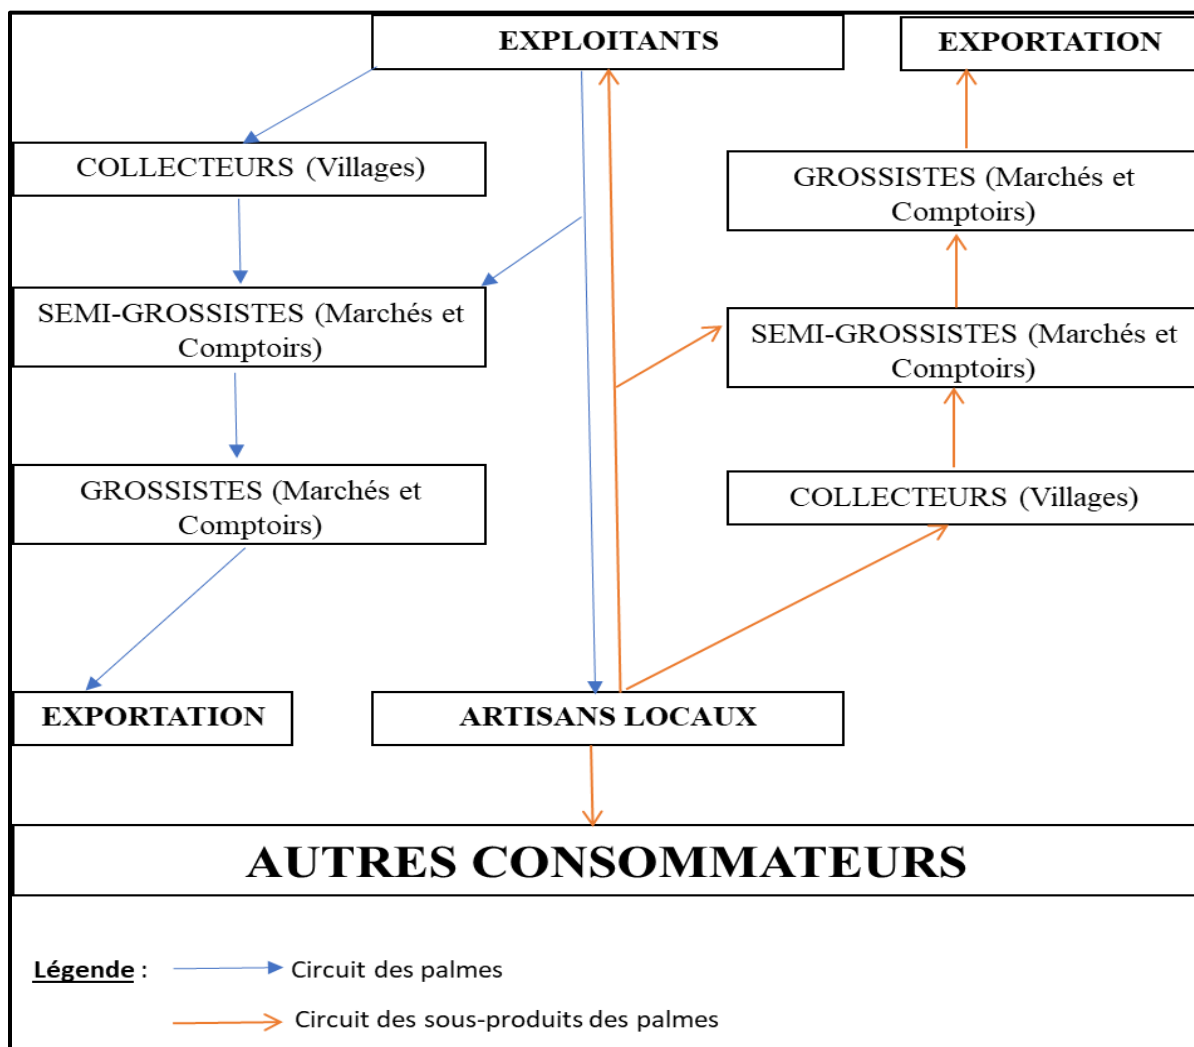 EXPLOITANTS
EXPORTATION
COLLECTEURS (Villages)
GROSSISTES (Marchés et
Comptoirs)
SEMI-GROSSISTES (Marchés et
Comptoirs)
SEMI-GROSSISTES (Marchés et
Comptoirs)
GROSSISTES (Marchés et
Comptoirs)
COLLECTEURS (Villages)
EXPORTATION
ARTISANS LOCAUX
AUTRES CONSOMMATEURS
Légende :
Circuit des palmes
Circuit des sous-produits des palmes